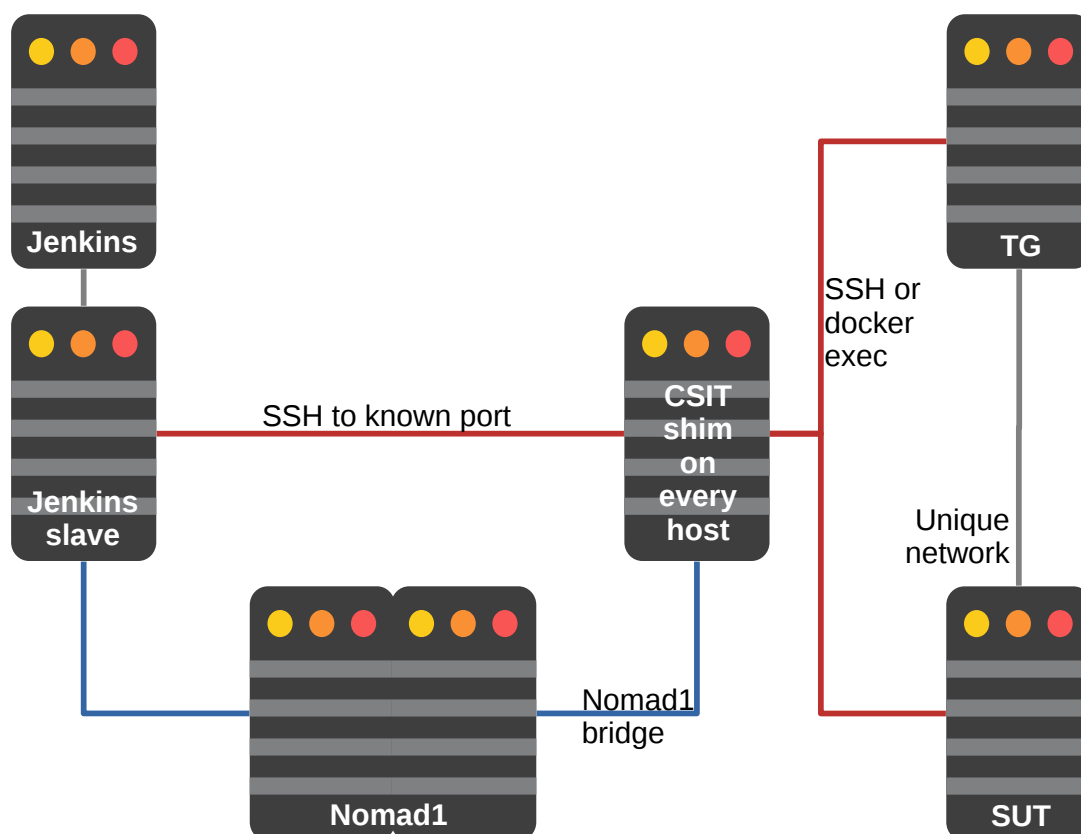 Jenkins
TG
SSH or
docker
exec
CSIT
shim
on
every
host
SSH to known port
Jenkins
slave
Unique
network
Nomad1
bridge
Nomad1
SUT